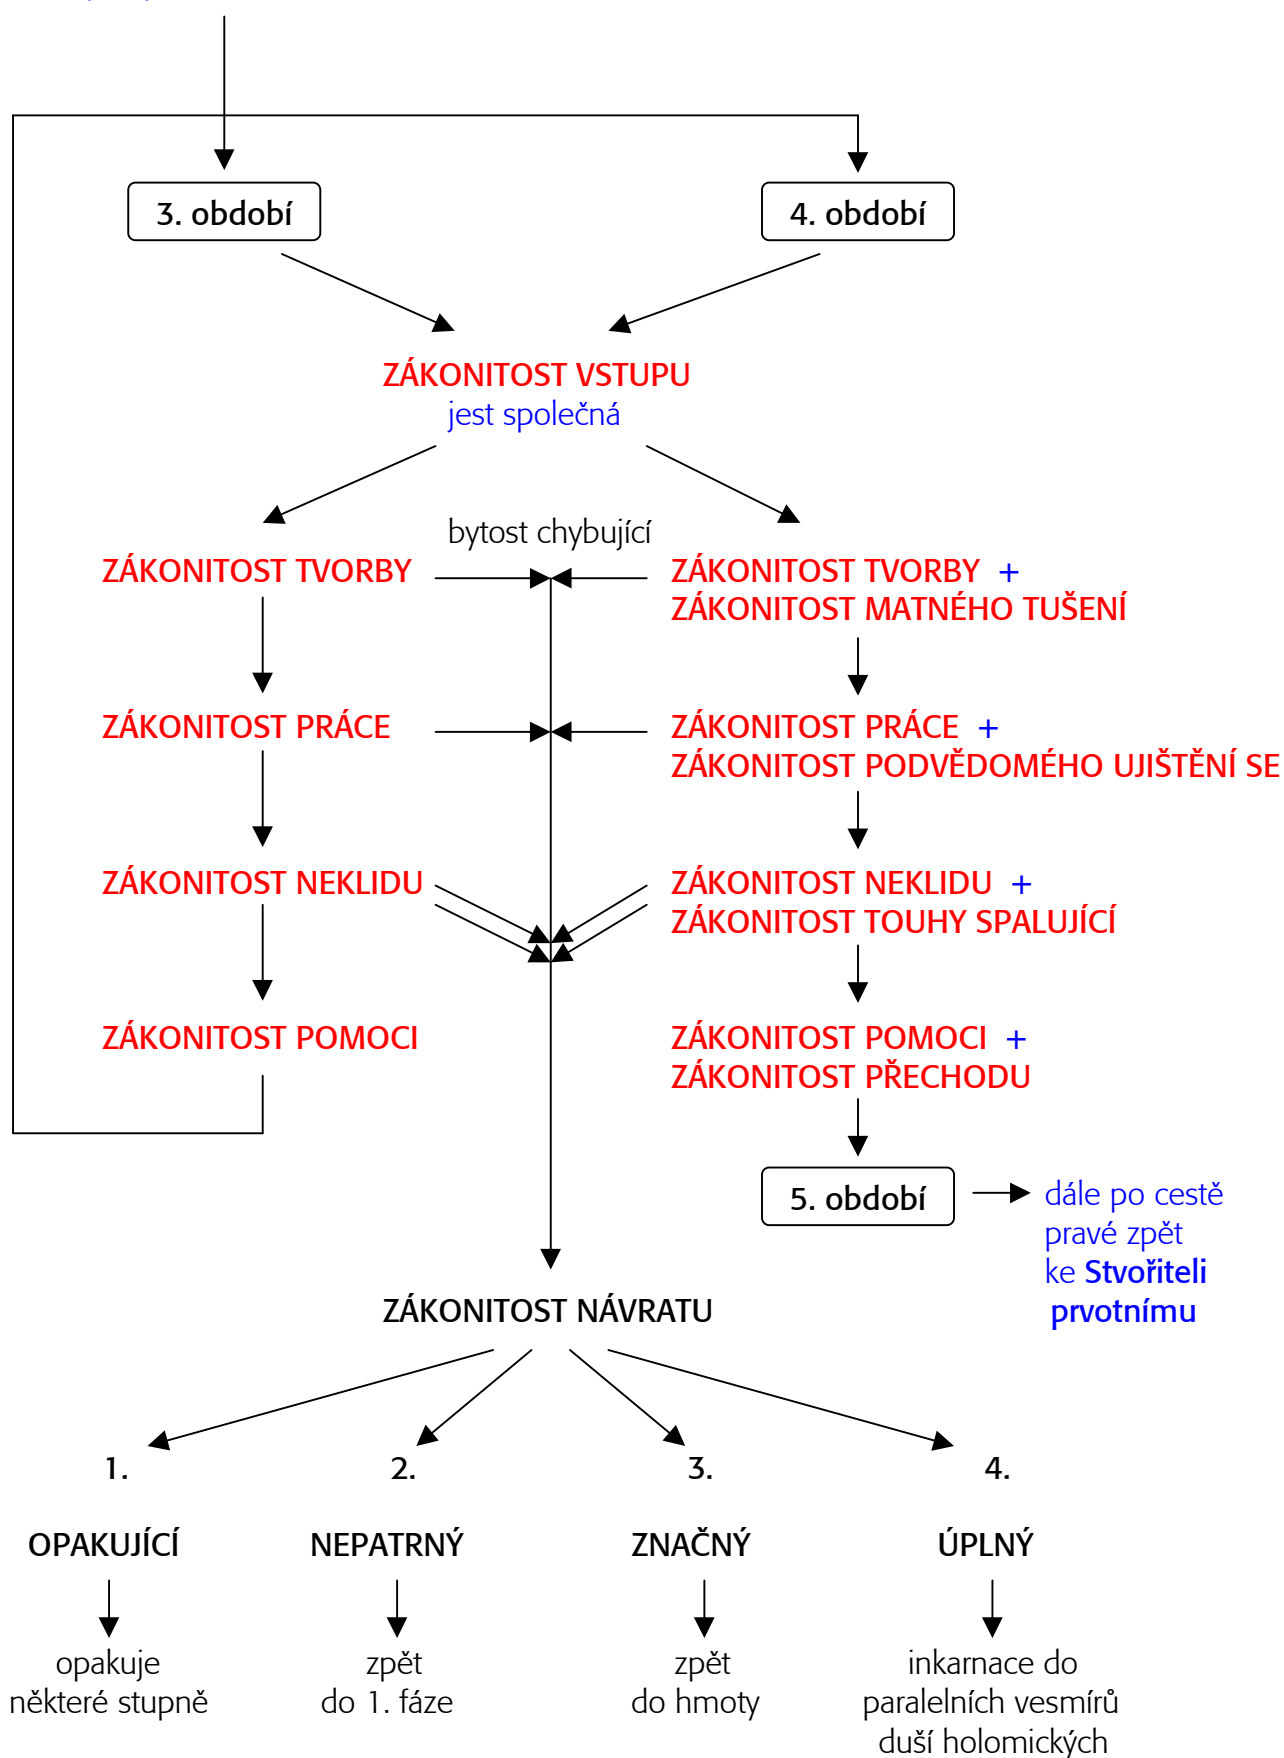 3. období
4. období
ZÁKONITOST VSTUPU
jest společná
bytost chybující
ZÁKONITOST TVORBY
ZÁKONITOST TVORBY +
ZÁKONITOST MATNÉHO TUŠENÍ
ZÁKONITOST PRÁCE
ZÁKONITOST PRÁCE +
ZÁKONITOST PODVĚDOMÉHO UJIŠTĚNÍ SE
ZÁKONITOST NEKLIDU
ZÁKONITOST NEKLIDU +
ZÁKONITOST TOUHY SPALUJÍCÍ
ZÁKONITOST POMOCI
ZÁKONITOST POMOCI +
ZÁKONITOST PŘECHODU
5. období
dále po cestě
pravé zpět
ke Stvořiteli
prvotnímu
ZÁKONITOST NÁVRATU
1.
2.
3.
4.
OPAKUJÍCÍ
NEPATRNÝ
ZNAČNÝ
ÚPLNÝ
opakuje
některé stupně
zpět
do 1. fáze
zpět
do hmoty
inkarnace do
paralelních vesmírů
duší holomických